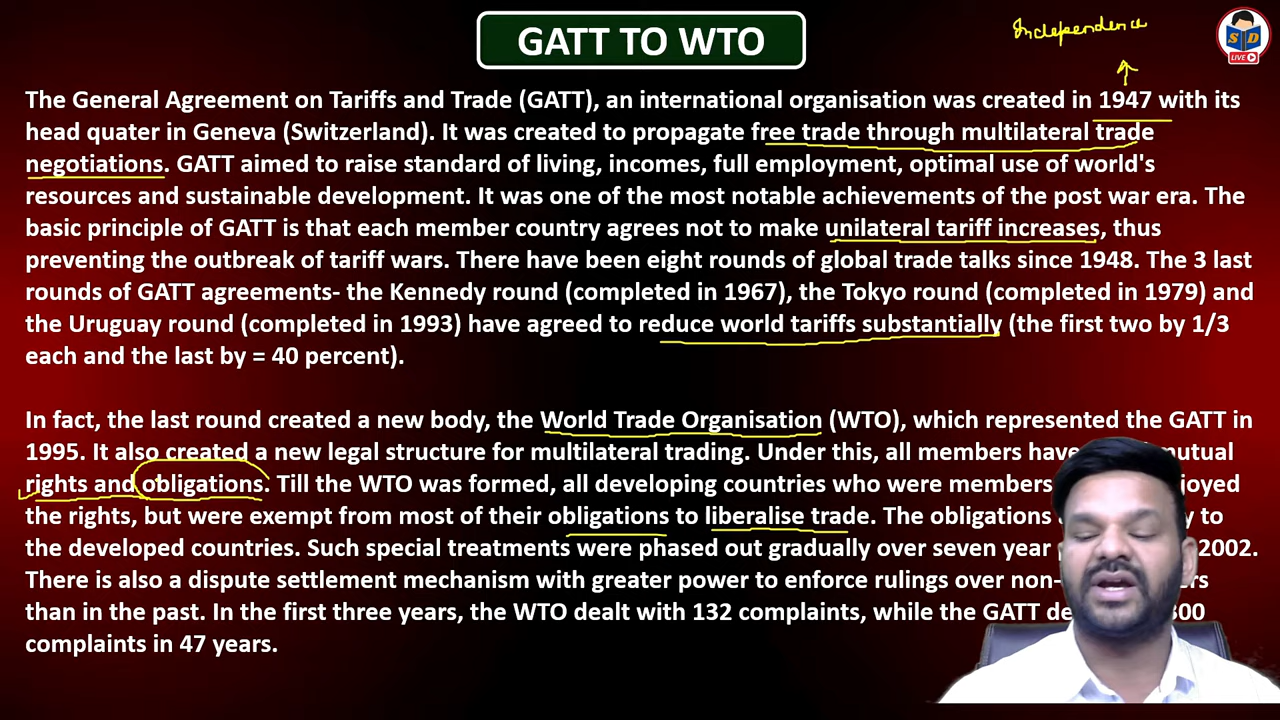 GATT TO WTO
Independence
S D
LIVE
The General Agreement on Tariffs and Trade (GATT), an international organisation was created in 1947 with its
head quater in Geneva (Switzerland). It was created to propagate free trade through multilateral trade
negotiations. GATT aimed to raise standard of living, incomes, full employment, optimal use of world's
resources and sustainable development. It was one of the most notable achievements of the post war era. The
basic principle of GATT is that each member country agrees not to make unilateral tariff increases, thus
preventing the outbreak of tariff wars. There have been eight rounds of global trade talks since 1948. The 3 last
rounds of GATT agreements- the Kennedy round (completed in 1967), the Tokyo round (completed in 1979) and
the Uruguay round (completed in 1993) have agreed to reduce world tariffs substantially (the first two by 1/3
each and the last by = 40 percent).
In fact, the last round created a new body, the World Trade Organisation (WTO), which represented the GATT in
1995. It also created a new legal structure for multilateral trading. Under this, all members have
rights and obligations. Till the WTO was formed, all developing countries who were members
the rights, but were exempt from most of their obligations to liberalise trade. The obligations to
the developed countries. Such special treatments were phased out gradually over seven year 2002.
There is also a dispute settlement mechanism with greater power to enforce rulings over non-
than in the past. In the first three years, the WTO dealt with 132 complaints, while the GATT
complaints in 47 years.